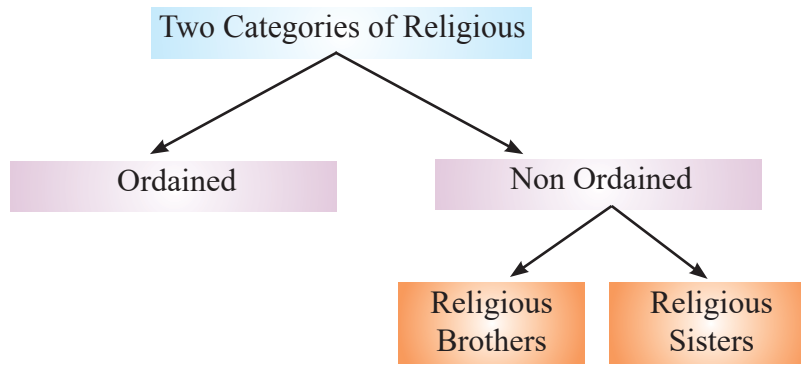 Two Categories of Religious
Ordained
Non Ordained
Religious
Brothers
Religious
Sisters